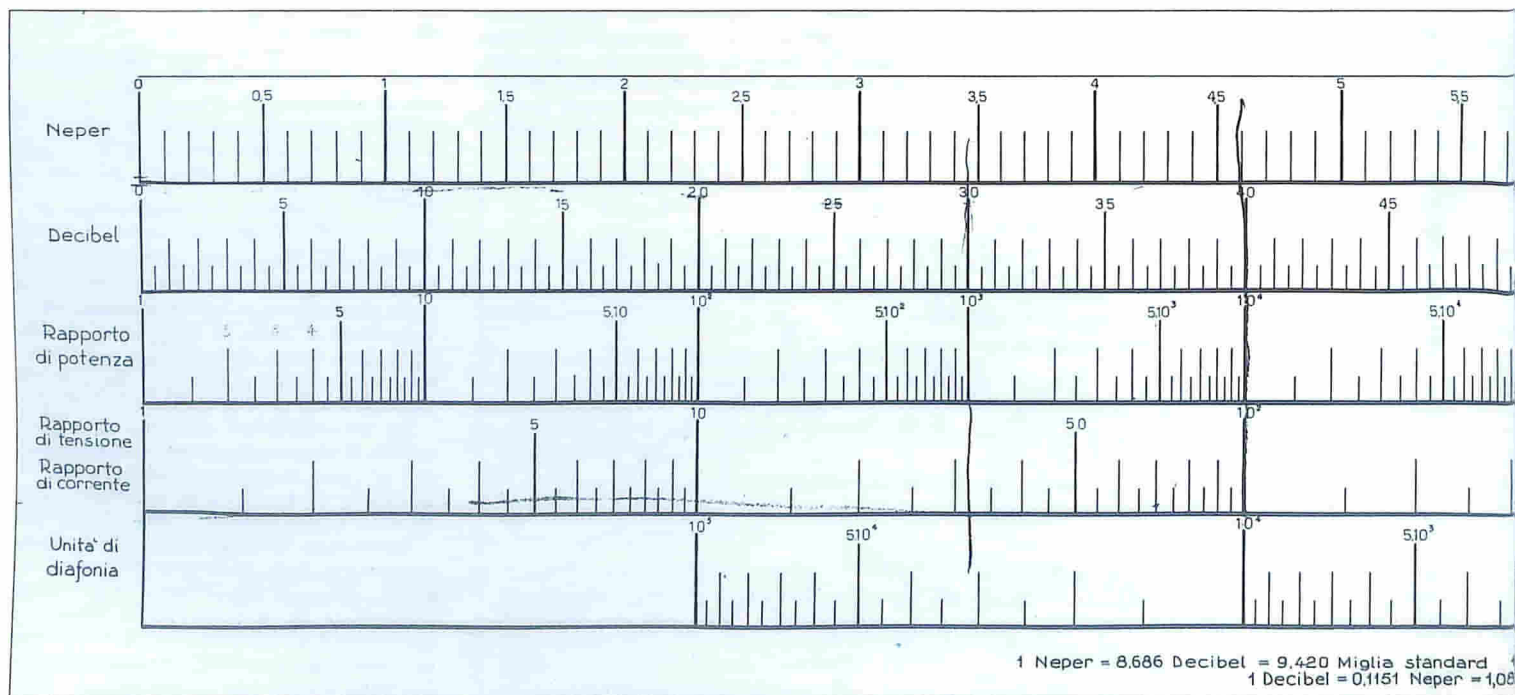 0 0,5 1 1,5 2 2,5 3 3,5 4 4,5 5 5,5
Neper
0 5 10 15 20 25 30 35 40 45
Decibel
1 5 10 5.10 10² 5.10² 10³ 5.10³ 10⁴ 5.10⁴
3 4
Rapporto
di potenza
1 5 10 50 10²
Rapporto
di tensione
Rapporto
di corrente
10⁵ 5.10⁴ 10⁴ 5.10³
Unita' di
diafonia
1 Neper = 8.686 Decibel = 9.420 Miglia standard
1 Decibel = 0,1151 Neper = 1,08